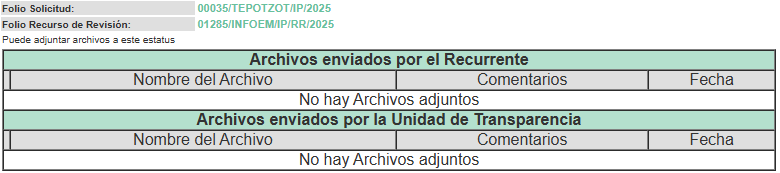 Folio Solicitud: 00035/TEPOTZOT/IP/2025
Folio Recurso de Revisión: 01285/INFOEM/IP/RR/2025
Puede adjuntar archivos a este estatus
Archivos enviados por el Recurrente
Nombre del Archivo Comentarios Fecha
No hay Archivos adjuntos
Archivos enviados por la Unidad de Transparencia
Nombre del Archivo Comentarios Fecha
No hay Archivos adjuntos